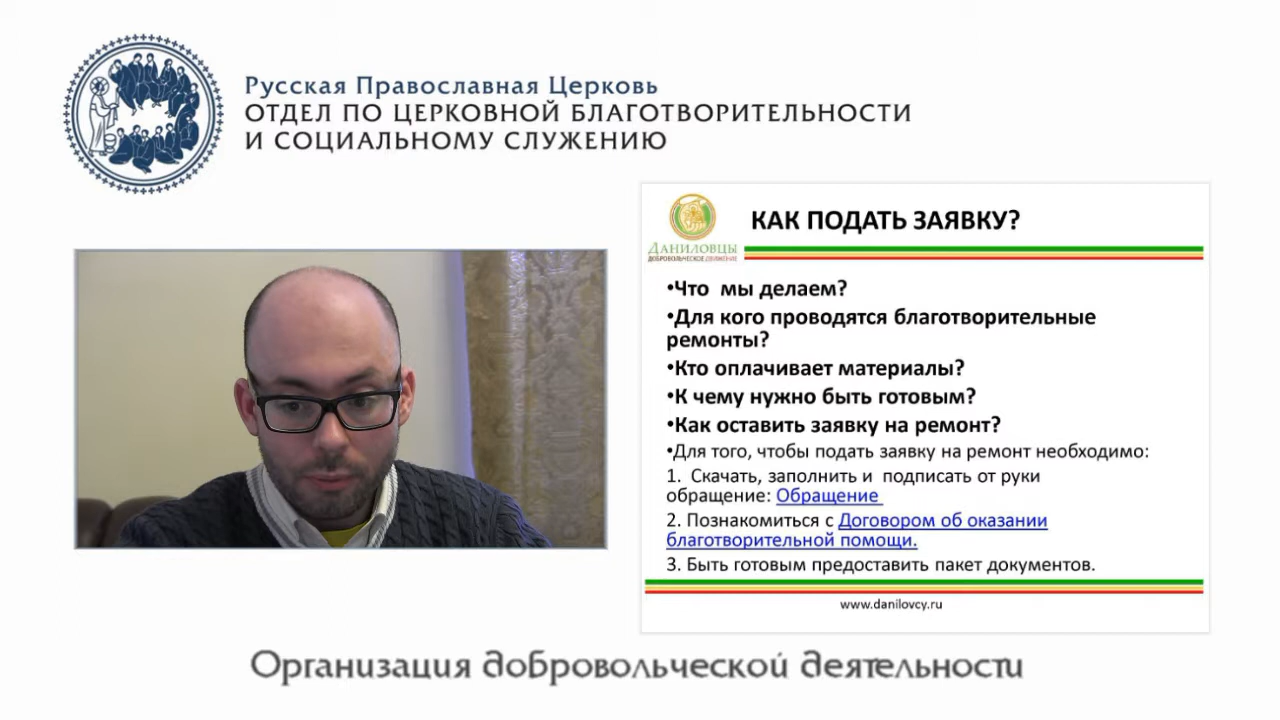 Русская Православная Церковь
ОТДЕЛ ПО ЦЕРКОВНОЙ БЛАГОТВОРИТЕЛЬНОСТИ
И СОЦИАЛЬНОМУ СЛУЖЕНИЮ
ДАНИЛОВЦЫ
ДОБРОВОЛЬЧЕСКОЕ ДВИЖЕНИЕ
КАК ПОДАТЬ ЗАЯВКУ?
•Что мы делаем?
•Для кого проводятся благотворительные
ремонты?
•Кто оплачивает материалы?
•К чему нужно быть готовым?
•Как оставить заявку на ремонт?
•Для того, чтобы подать заявку на ремонт необходимо:
1. Скачать, заполнить и подписать от руки
обращение: Обращение
2. Познакомиться с Договором об оказании
благотворительной помощи.
3. Быть готовым предоставить пакет документов.
www.danilovcy.ru
Организация добровольческой деятельности